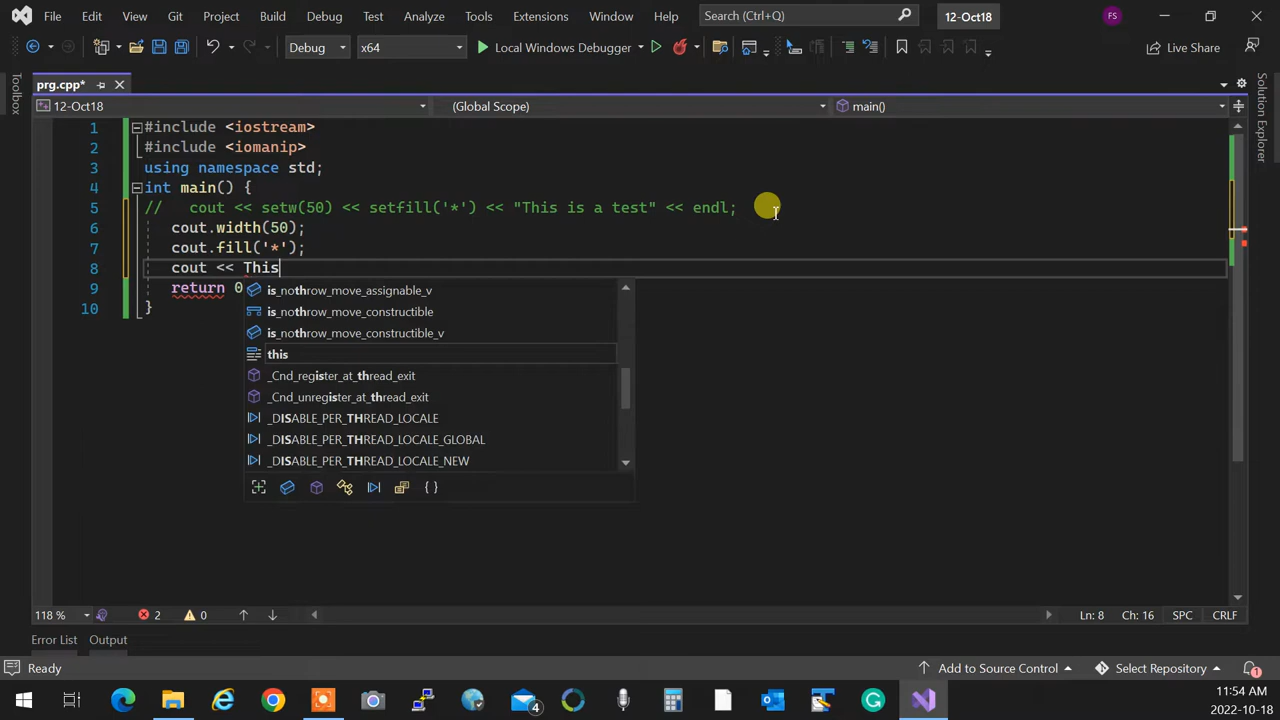 File Edit View Git Project Build Debug Test Analyze Tools Extensions Window Help Search (Ctrl+Q) 12-Oct18 FS
Debug x64 Local Windows Debugger Live Share
Toolbox
prg.cpp*
Solution Explorer
12-Oct18 (Global Scope) main()
1 #include <iostream>
2 #include <iomanip>
3 using namespace std;
4 int main() {
5 // cout << setw(50) << setfill('*') << "This is a test" << endl;
6 cout.width(50);
7 cout.fill('*');
8 cout << This
9 return 0
10 }
is_nothrow_move_assignable_v
is_nothrow_move_constructible
is_nothrow_move_constructible_v
this
_Cnd_register_at_thread_exit
_Cnd_unregister_at_thread_exit
_DISABLE_PER_THREAD_LOCALE
_DISABLE_PER_THREAD_LOCALE_GLOBAL
_DISABLE_PER_THREAD_LOCALE_NEW
118 % 2 0 Ln: 8 Ch: 16 SPC CRLF
Error List Output
Ready Add to Source Control Select Repository 1
4
11:54 AM
2022-10-18